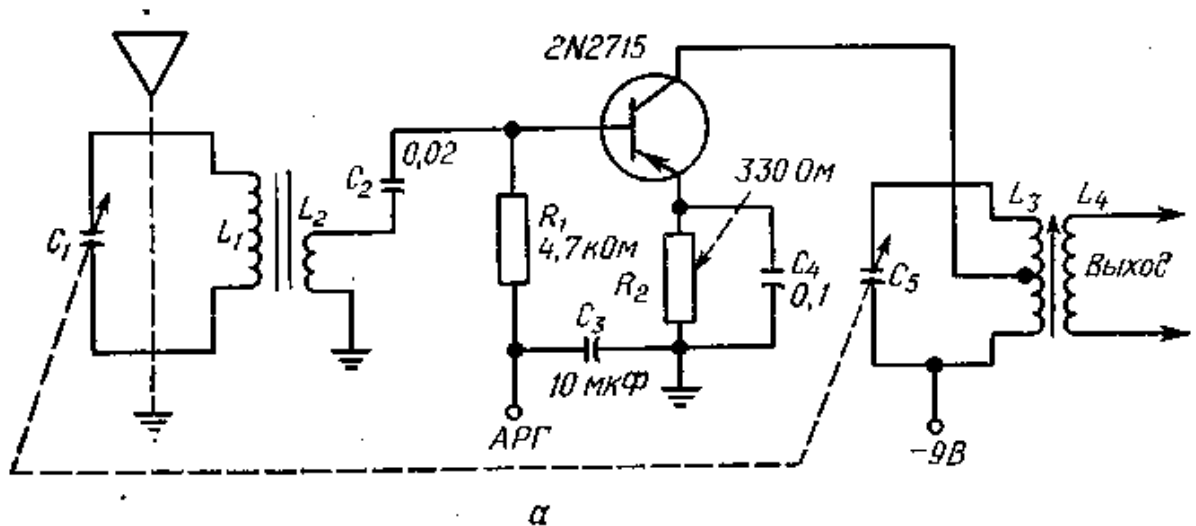 2N2715
0,02
C₂
330 Ом
L₁
L₂
C₁
R₁
4,7 кОм
R₂
C₄
0,1
C₃
10 мкФ
АРГ
C₅
L₃
L₄
Выход
-9В
а